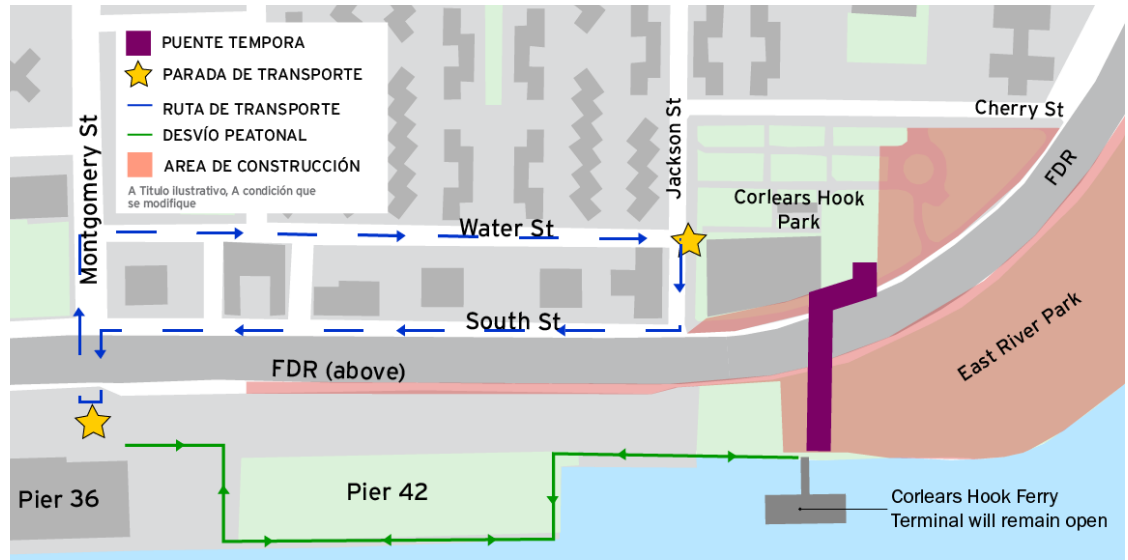 PUENTE TEMPORA
PARADA DE TRANSPORTE
RUTA DE TRANSPORTE
DESVÍO PEATONAL
AREA DE CONSTRUCCIÓN
A Titulo ilustrativo, A condición que
se modifique
Montgomery St
Jackson St
Cherry St
FDR
Corlears Hook
Park
Water St
South St
FDR (above)
East River Park
Pier 36
Pier 42
Corlears Hook Ferry
Terminal will remain open